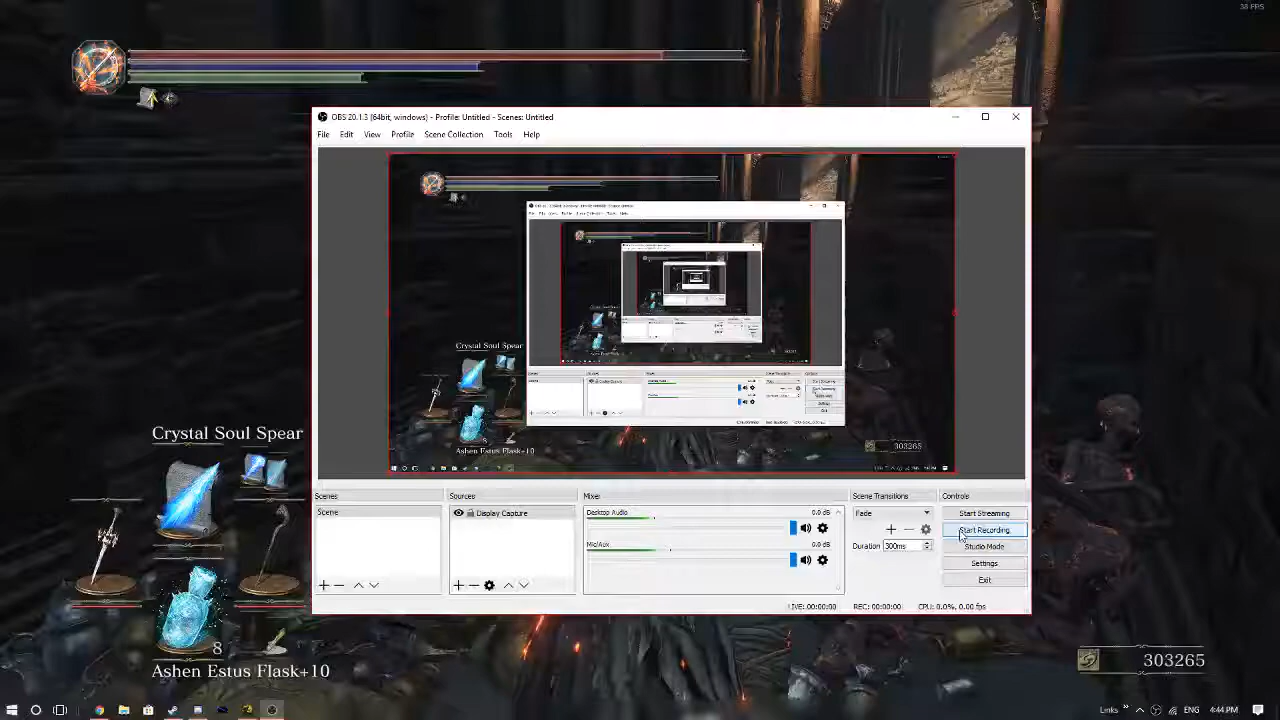 38 FPS
OBS 20.1.3 (64bit, windows) - Profile: Untitled - Scenes: Untitled
File Edit View Profile Scene Collection Tools Help
Crystal Soul Spear
8
Ashen Estus Flask+10
303265
Crystal Soul Spear
8
Ashen Estus Flask+10
303265
Scenes
Scene
Sources
Display Capture
Mixer
Desktop Audio 0.0 dB
Mic/Aux 0.0 dB
Scene Transitions
Fade
Duration 300ms
Controls
Start Streaming
Start Recording
Studio Mode
Settings
Exit
LIVE: 00:00:00 REC: 00:00:00 CPU: 0.0%, 0.00 fps
Links ENG 4:44 PM